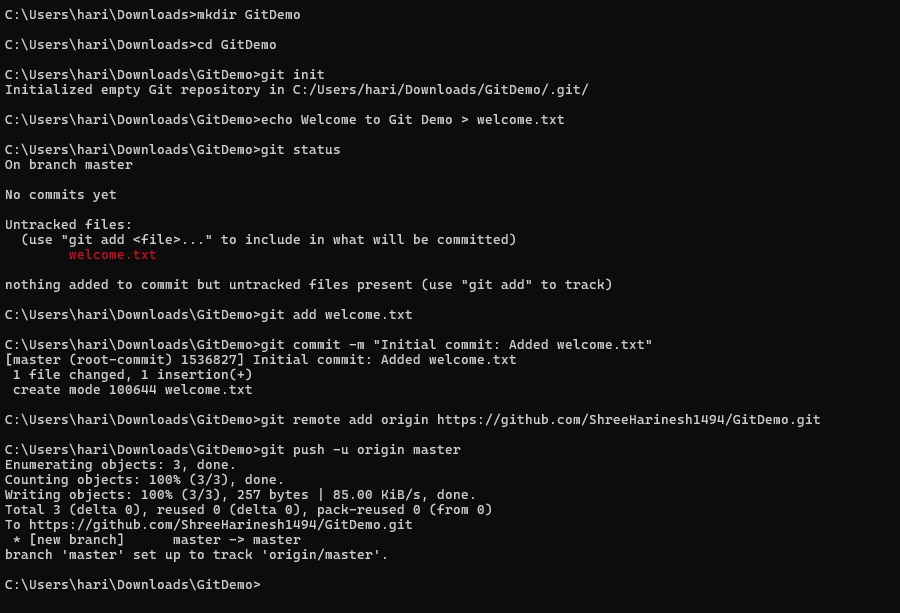 C:\Users\hari\Downloads>mkdir GitDemo
C:\Users\hari\Downloads>cd GitDemo
C:\Users\hari\Downloads\GitDemo>git init
Initialized empty Git repository in C:/Users/hari/Downloads/GitDemo/.git/
C:\Users\hari\Downloads\GitDemo>echo Welcome to Git Demo > welcome.txt
C:\Users\hari\Downloads\GitDemo>git status
On branch master
No commits yet
Untracked files:
  (use "git add <file>..." to include in what will be committed)
        welcome.txt
nothing added to commit but untracked files present (use "git add" to track)
C:\Users\hari\Downloads\GitDemo>git add welcome.txt
C:\Users\hari\Downloads\GitDemo>git commit -m "Initial commit: Added welcome.txt"
[master (root-commit) 1536827] Initial commit: Added welcome.txt
 1 file changed, 1 insertion(+)
 create mode 100644 welcome.txt
C:\Users\hari\Downloads\GitDemo>git remote add origin https://github.com/ShreeHarinesh1494/GitDemo.git
C:\Users\hari\Downloads\GitDemo>git push -u origin master
Enumerating objects: 3, done.
Counting objects: 100% (3/3), done.
Writing objects: 100% (3/3), 257 bytes | 85.00 KiB/s, done.
Total 3 (delta 0), reused 0 (delta 0), pack-reused 0 (from 0)
To https://github.com/ShreeHarinesh1494/GitDemo.git
 * [new branch]      master -> master
branch 'master' set up to track 'origin/master'.
C:\Users\hari\Downloads\GitDemo>